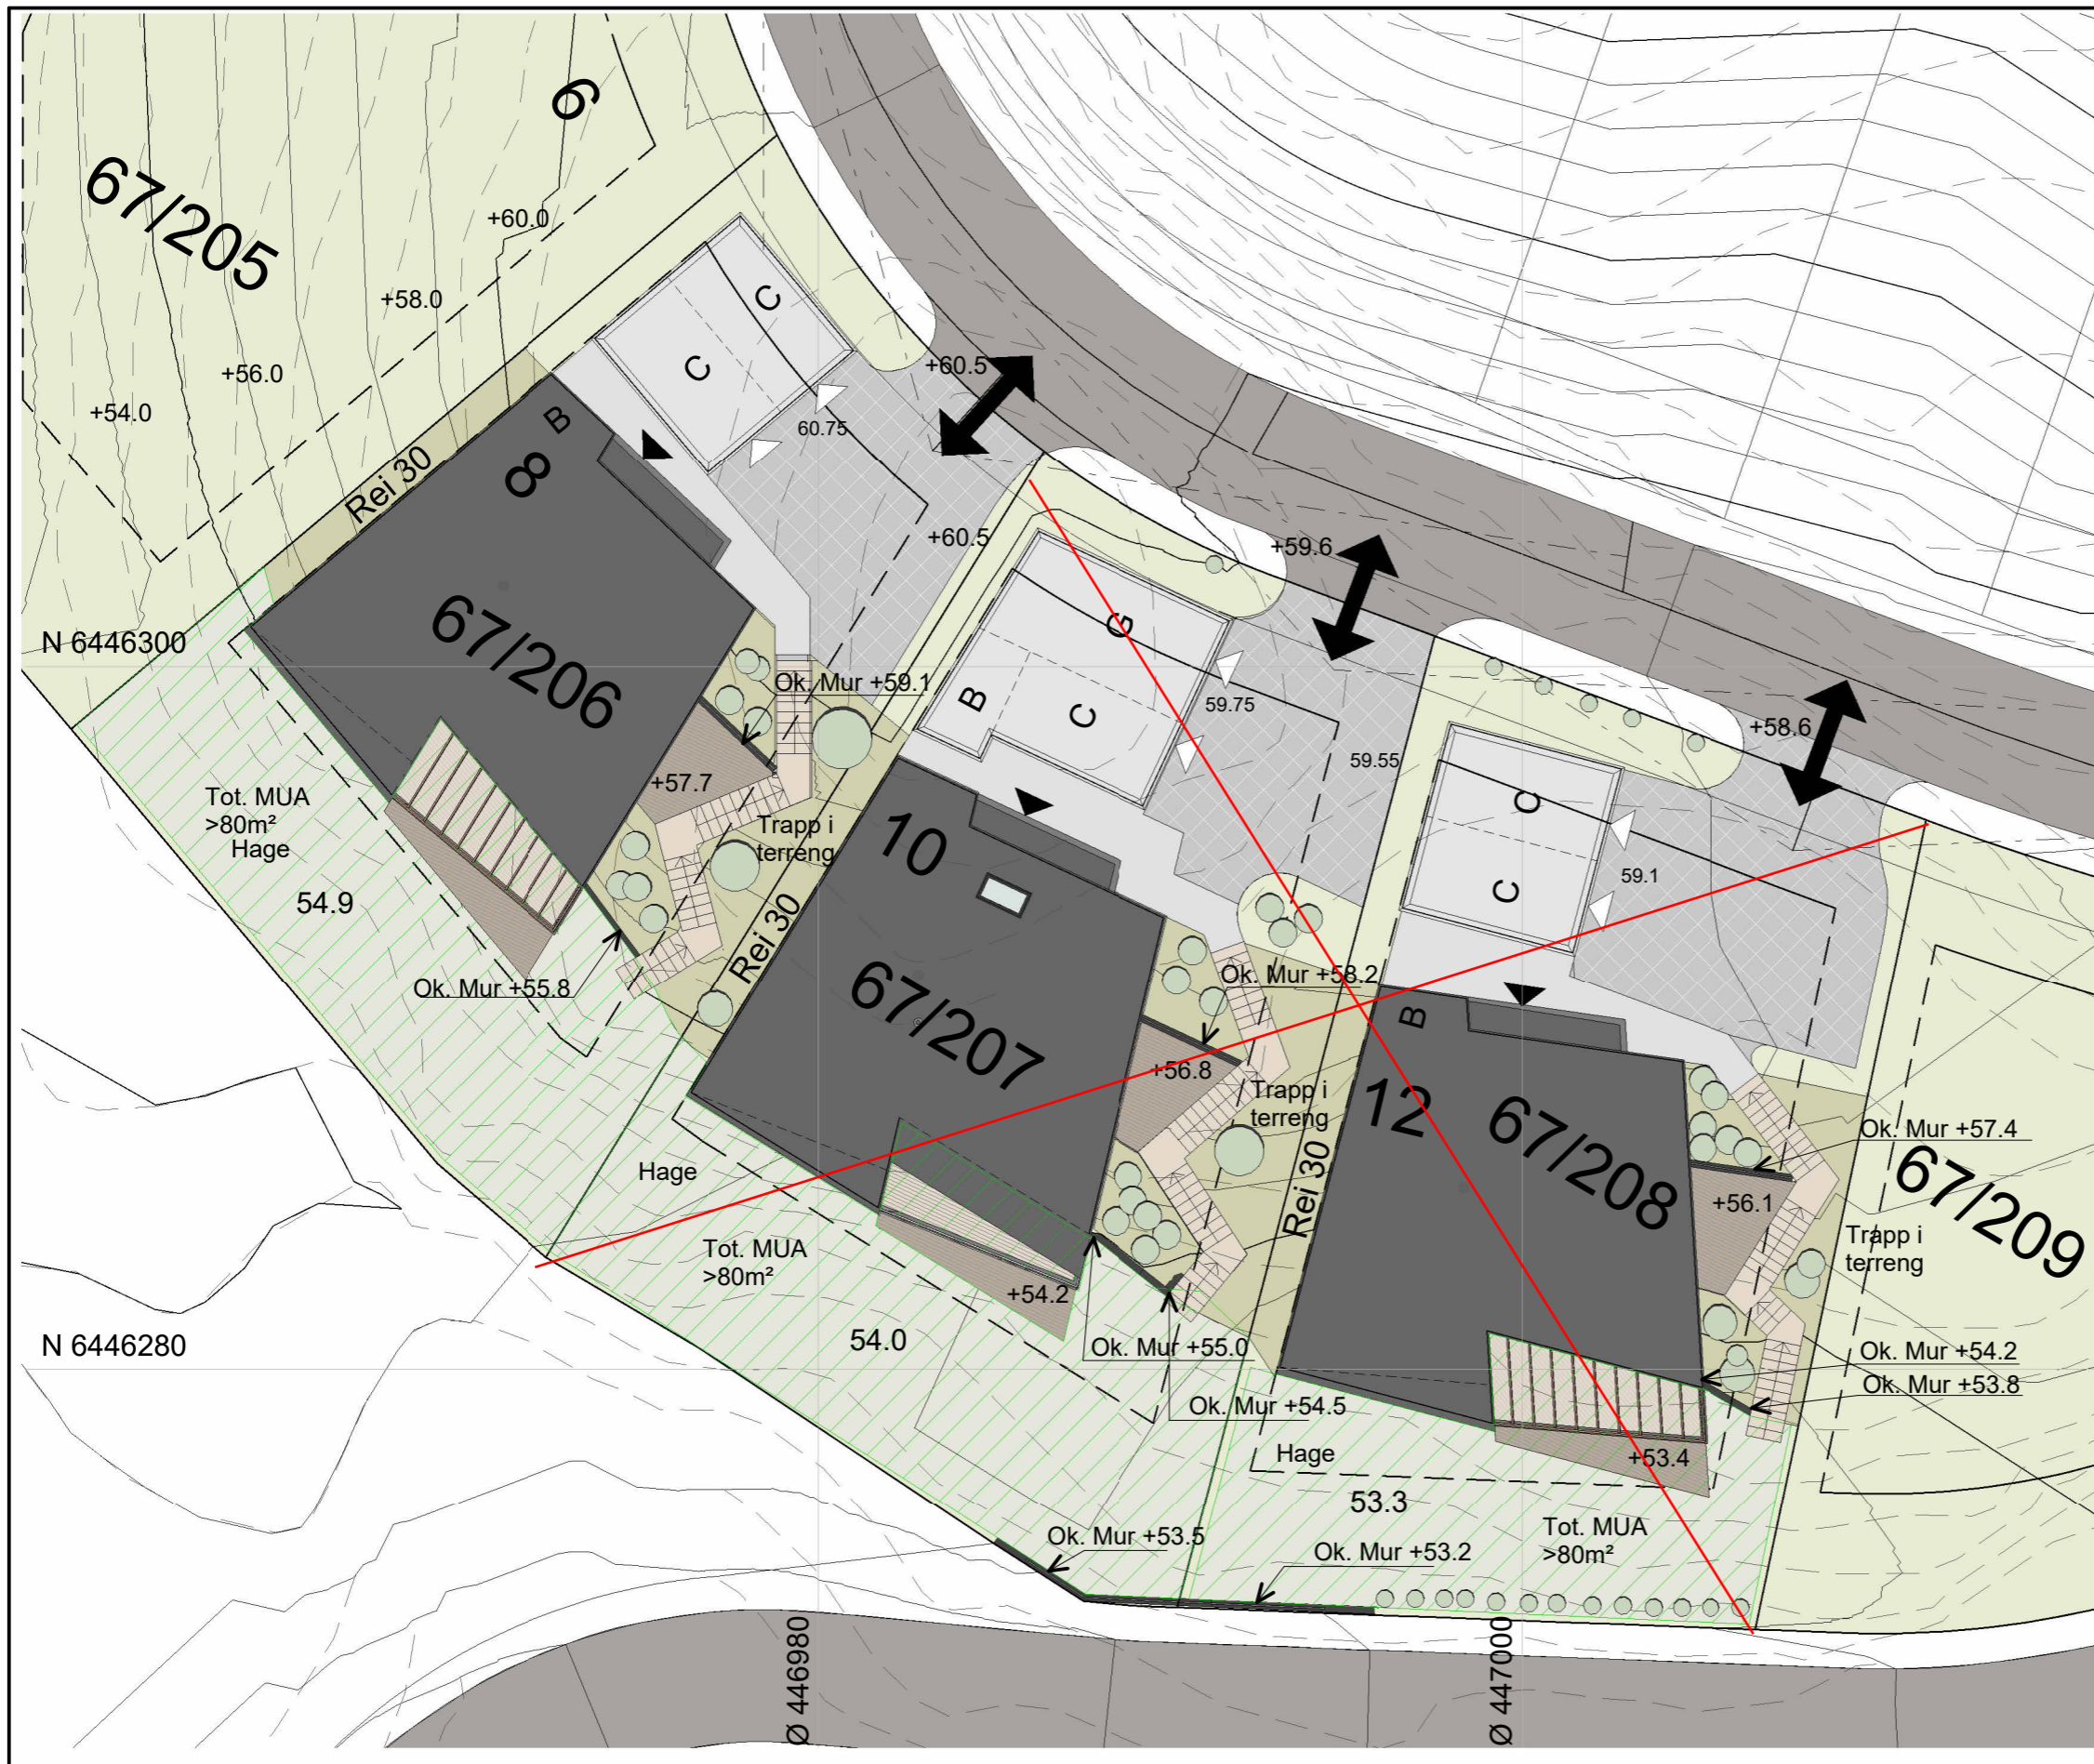 6
67/205
+60.0
+58.0
+56.0
+54.0
C
C
+60.5
60.75
B
8
Rei 30
+60.5
+59.6
67/206
N 6446300
G
B
C
59.75
59.55
+58.6
Ok. Mur +59.1
+57.7
Tot. MUA
>80m²
Hage
54.9
Trapp i
terreng
10
C
C
59.1
Rei 30
67/207
Ok. Mur +55.8
Ok. Mur +58.2
B
+56.8
Trapp i
terreng
12
67/208
Ok. Mur +57.4
67/209
Hage
Rei 30
+56.1
Tot. MUA
>80m²
Trapp i
terreng
+54.2
54.0
N 6446280
Ok. Mur +55.0
Ok. Mur +54.2
Ok. Mur +53.8
Ok. Mur +54.5
Hage
+53.4
53.3
Ok. Mur +53.5
Ok. Mur +53.2
Tot. MUA
>80m²
Ø 446980
Ø 447000